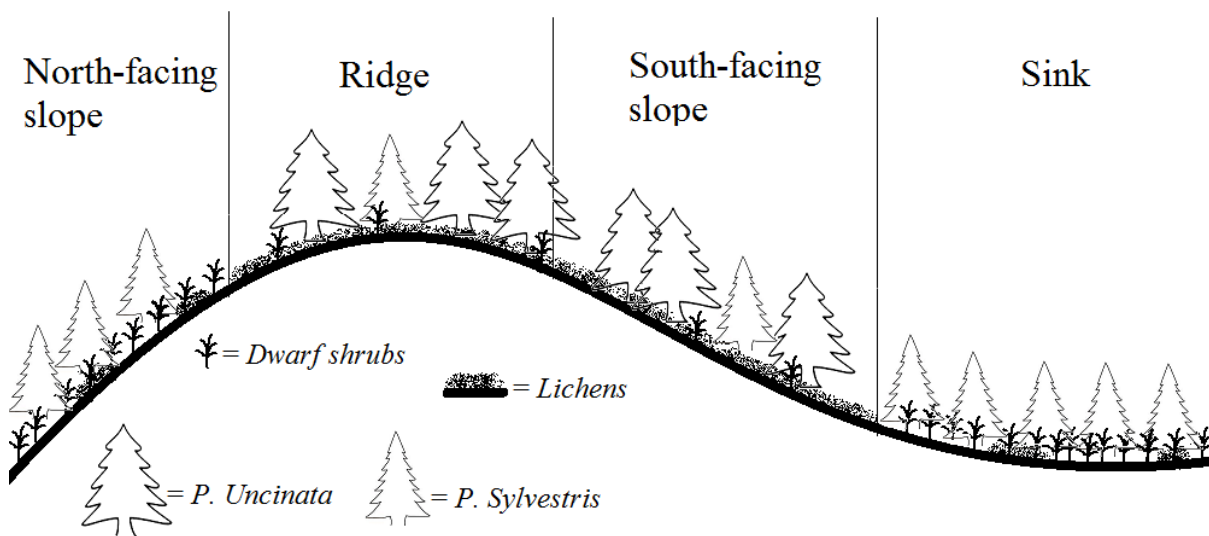 North-facing
slope
Ridge
South-facing
slope
Sink
= Dwarf shrubs
= Lichens
= P. Uncinata
= P. Sylvestris